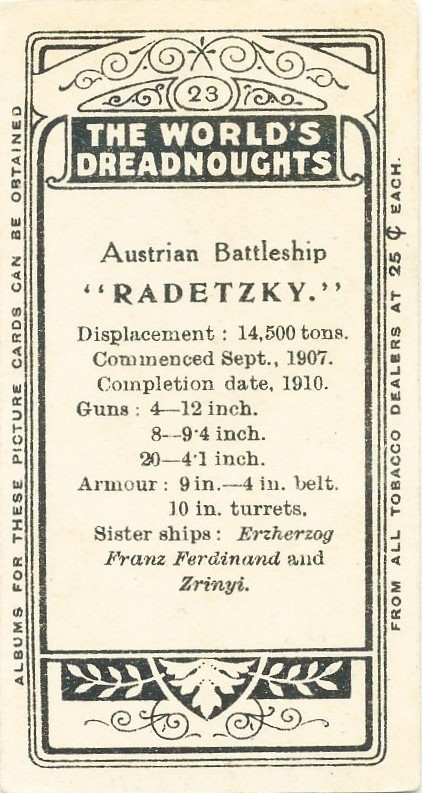 23
THE WORLD'S
DREADNOUGHTS
Austrian Battleship
"RADETZKY."
Displacement : 14,500 tons.
Commenced Sept., 1907.
Completion date, 1910.
Guns : 4—12 inch.
8—9·4 inch.
20—4·1 inch.
Armour : 9 in.—4 in. belt.
10 in. turrets.
Sister ships : Erzherzog
Franz Ferdinand and
Zrinyi.
ALBUMS FOR THESE PICTURE CARDS CAN BE OBTAINED
FROM ALL TOBACCO DEALERS AT 25 ¢ EACH.